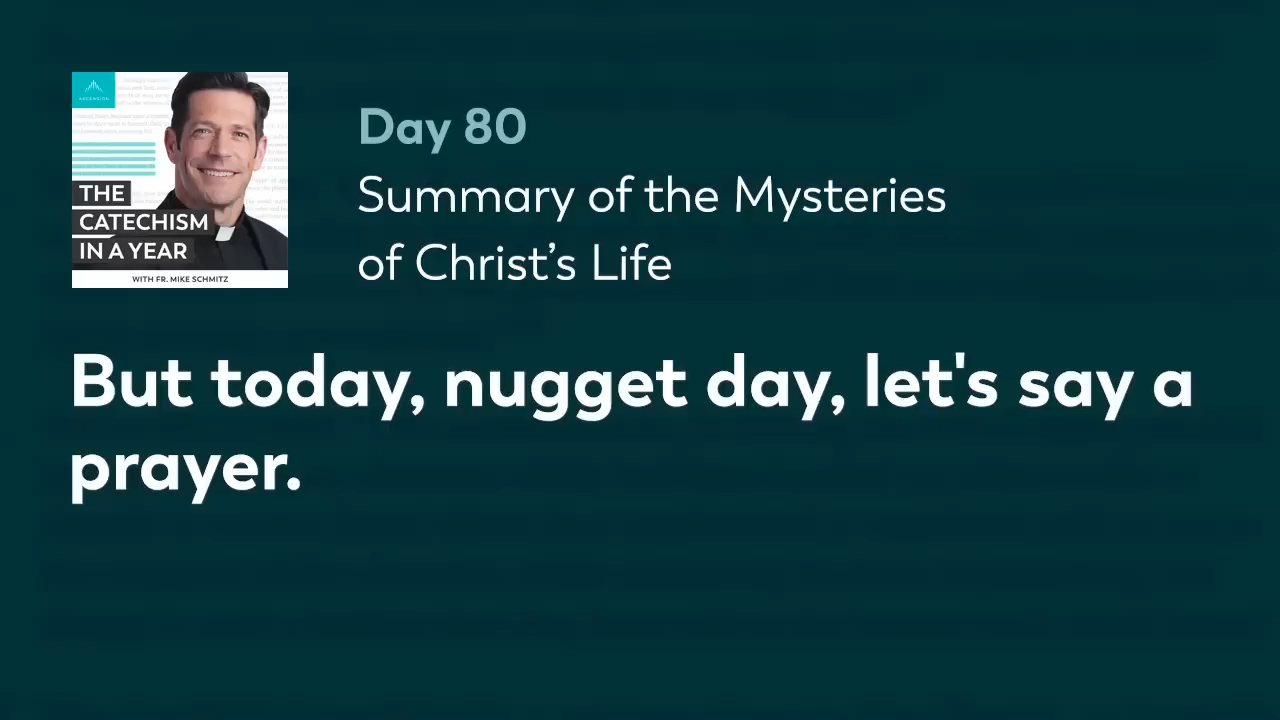 ASCENSION
THE
CATECHISM
IN A YEAR
WITH FR. MIKE SCHMITZ
Day 80
Summary of the Mysteries
of Christ’s Life
But today, nugget day, let's say a
prayer.